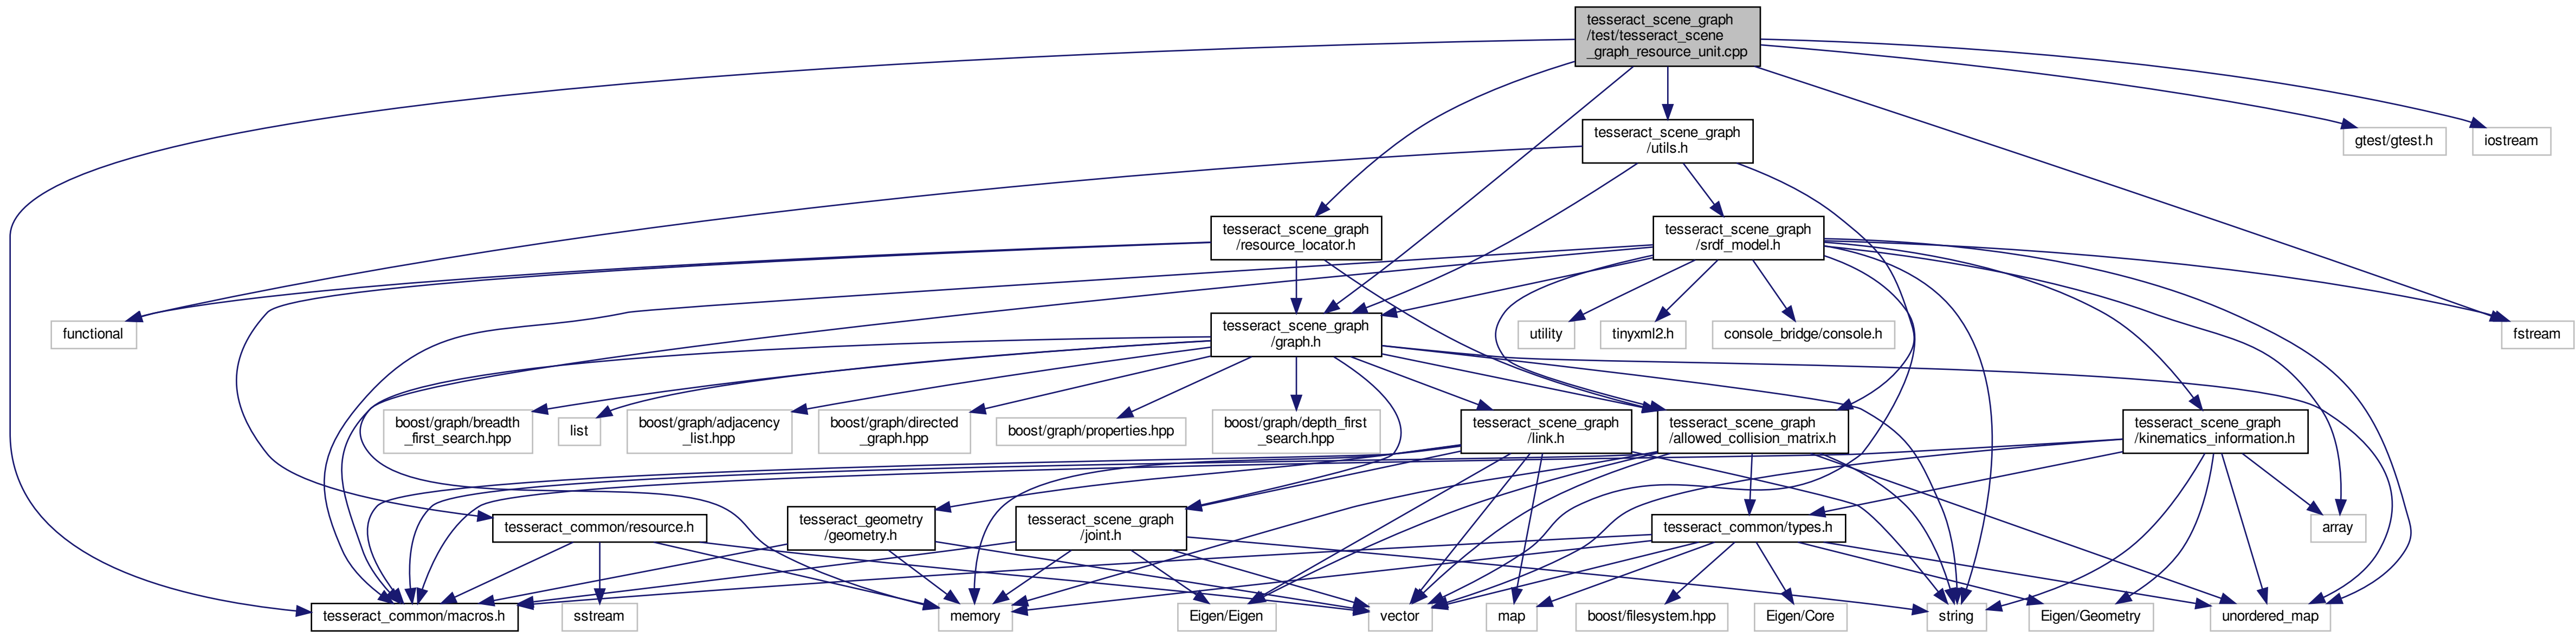 tesseract_scene_graph
/test/tesseract_scene
_graph_resource_unit.cpp
tesseract_scene_graph
/utils.h
gtest/gtest.h
iostream
tesseract_scene_graph
/resource_locator.h
tesseract_scene_graph
/srdf_model.h
functional
tesseract_scene_graph
/graph.h
utility
tinyxml2.h
console_bridge/console.h
fstream
boost/graph/breadth
_first_search.hpp
list
boost/graph/adjacency
_list.hpp
boost/graph/directed
_graph.hpp
boost/graph/properties.hpp
boost/graph/depth_first
_search.hpp
tesseract_scene_graph
/link.h
tesseract_scene_graph
/allowed_collision_matrix.h
tesseract_scene_graph
/kinematics_information.h
tesseract_common/resource.h
tesseract_geometry
/geometry.h
tesseract_scene_graph
/joint.h
tesseract_common/types.h
array
tesseract_common/macros.h
sstream
memory
Eigen/Eigen
vector
map
boost/filesystem.hpp
Eigen/Core
string
Eigen/Geometry
unordered_map